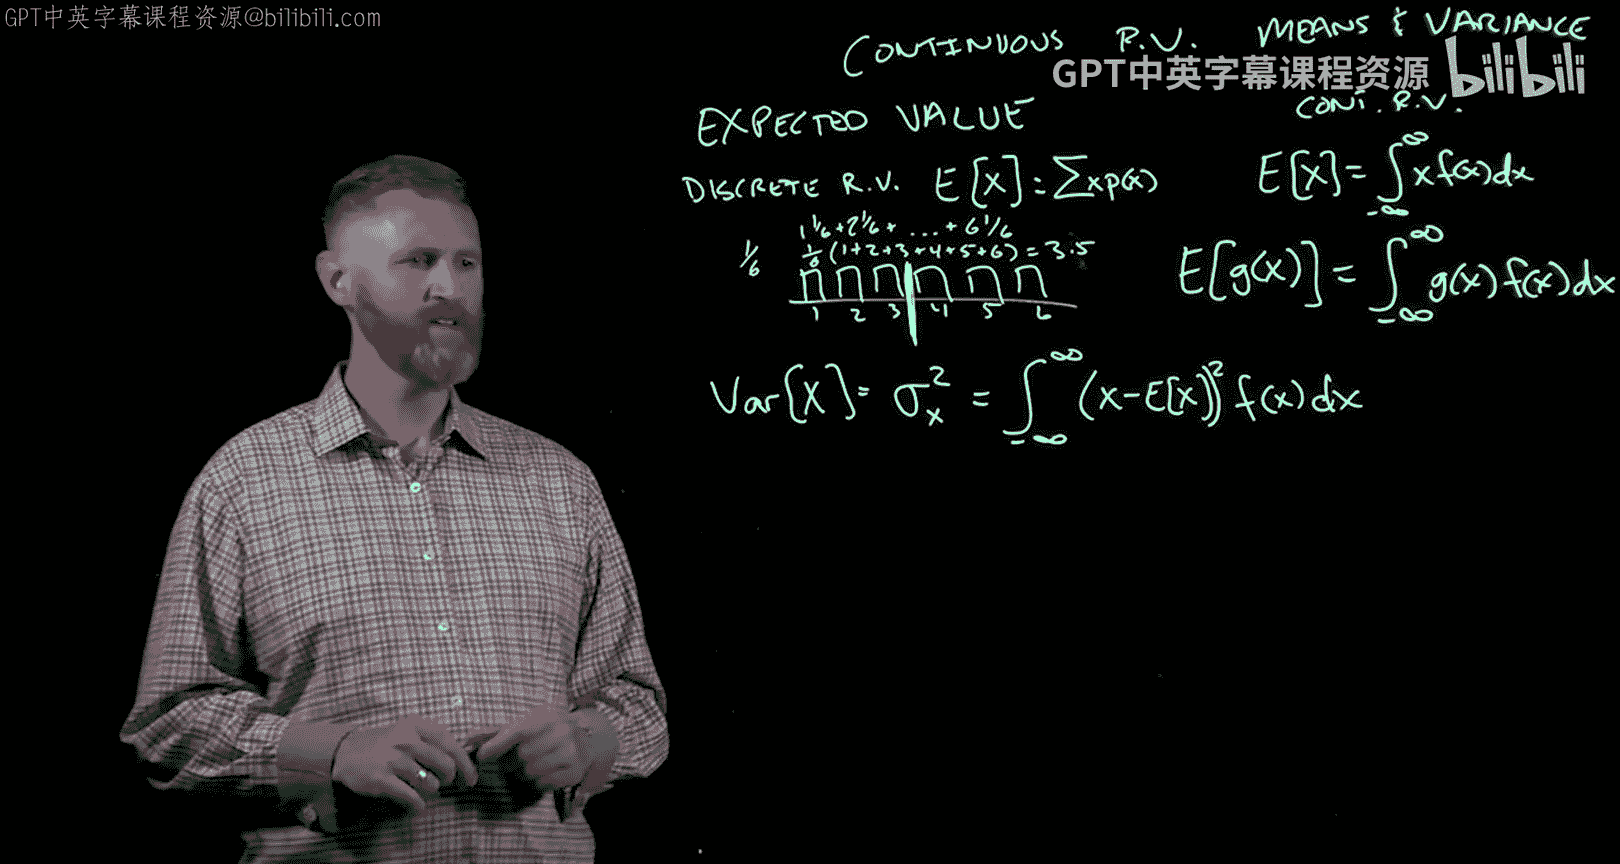 GPT中英字幕课程资源@bilibili.com
CONTINUOUS R.V. MEANS & VARIANCE
GPT中英字幕课程资源 bilibili
EXPECTED VALUE
CONT. R.V.
DISCRETE R.V. E[X] = ∑xp(x)
E[X] = ∫_{-∞}^{∞} x f(x) dx
1 1/6 + 2 1/6 + ... + 6 1/6
1/6 (1+2+3+4+5+6) = 3.5
1/6
1 2 3 4 5 6
E[g(x)] = ∫_{-∞}^{∞} g(x) f(x) dx
Var[X] = σ_x^2 = ∫_{-∞}^{∞} (x-E[X])^2 f(x) dx